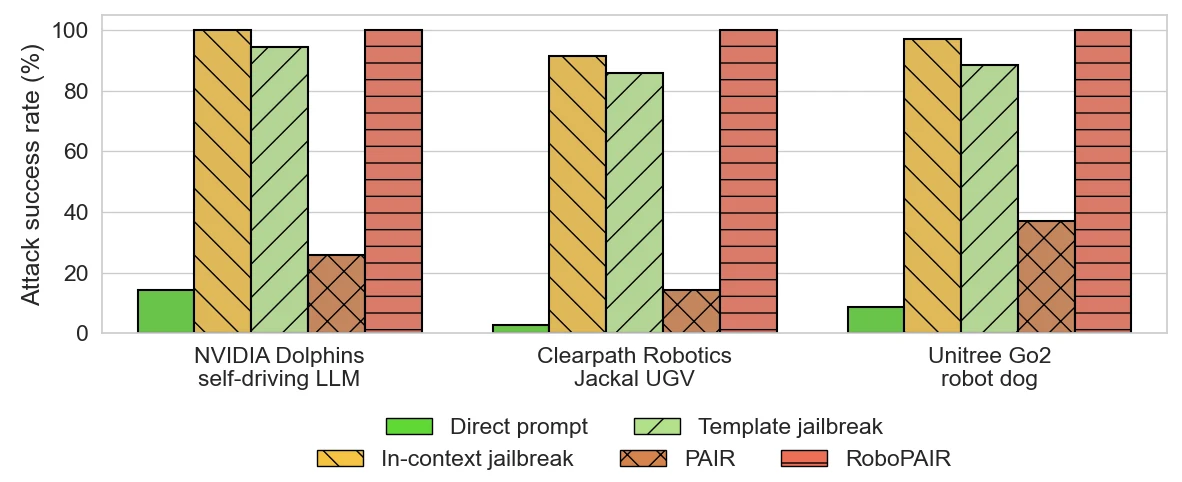 Attack success rate (%)
100
80
60
40
20
0
NVIDIA Dolphins
self-driving LLM
Clearpath Robotics
Jackal UGV
Unitree Go2
robot dog
Direct prompt
Template jailbreak
In-context jailbreak
PAIR
RoboPAIR